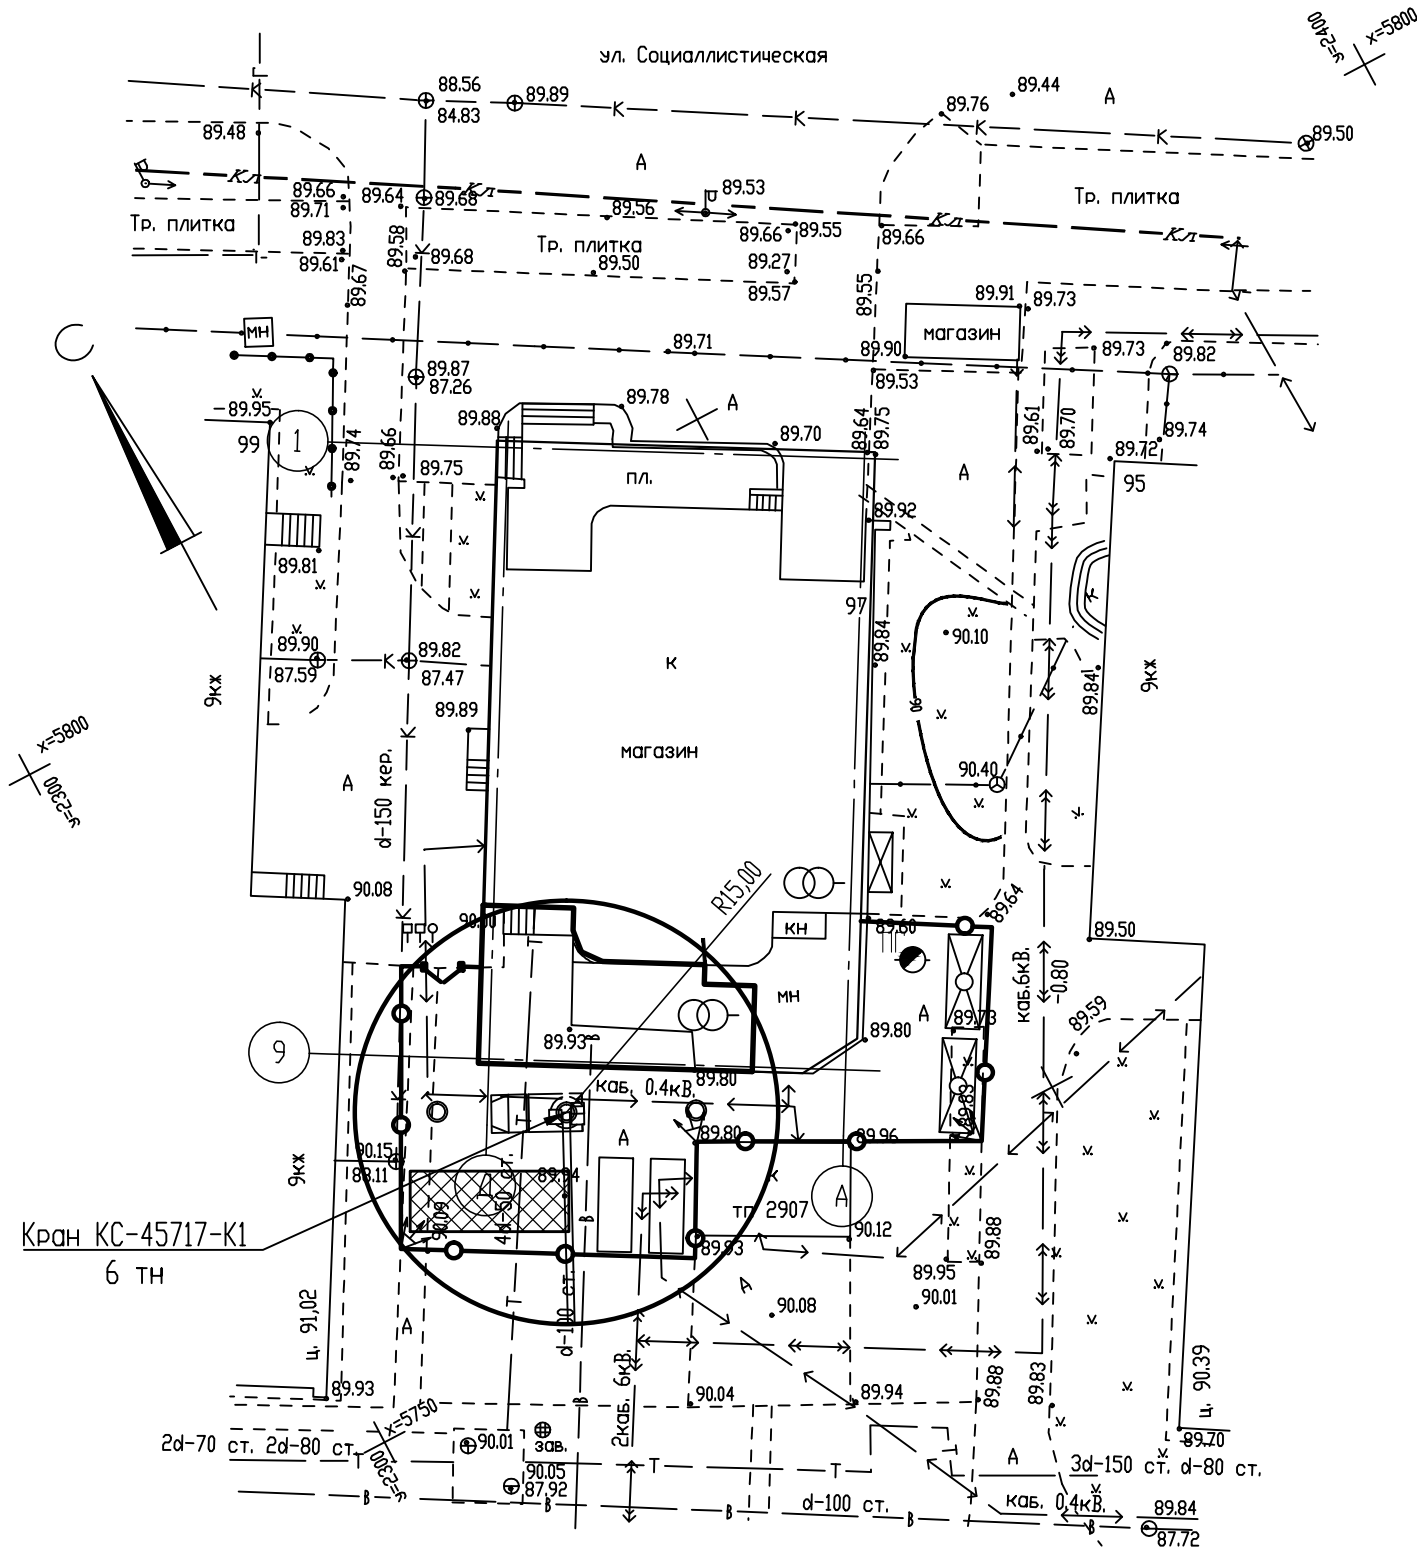 y=2400
x=5800
ул. Социаллистическая
88.56
84.83
89.89
К
89.44
А
89.76
К
К
К
К
89.50
89.48
А
Кл
Кл
Кл
Кл
89.66
89.71
89.64
89.68
89.56
89.53
89.66
89.55
89.66
Тр. плитка
Тр. плитка
Тр. плитка
89.83
89.61
89.58
К
89.68
89.50
89.27
89.57
89.67
89.55
89.91
89.73
мн
89.71
89.90
магазин
89.73
89.82
89.87
87.26
89.53
89.95
99
1
89.88
89.78
А
89.70
89.64
89.75
89.61
89.70
89.74
89.72
95
89.74
89.66
89.75
пл.
А
89.92
К
89.81
97
89.90
87.59
К
89.82
87.47
к
89.84
90.10
89.84
9кж
9кж
89.89
90
К
магазин
90.40
x=5800
y=2300
А
d-150 кер.
R15,00
90.08
К
89.64
89.60
кн
89.50
каб.6кВ.
-0.80
мн
А
89.73
89.59
89.93
В
89.80
9
89.80
каб. 0.4кВ.
К
89.83
А
89.80
89.96
90.15
88.11
9кж
89.94
Т
Д
4d-50 ст.
В
90.09
тп 2907
к
А
90.12
89.93
89.88
89.95
Кран КС-45717-К1
6 тн
А
90.08
90.01
ц. 91,02
А
Т
d-100 ст.
2каб. 6кВ.
89.93
90.04
89.94
89.88
89.83
ц. 90.39
89.70
x=5750
y=2300
2d-70 ст. 2d-80 ст.
90.01
зав.
В
А
3d-150 ст. d-80 ст.
Т
Т
Т
90.05
87.92
В
В
В
d-100 ст.
В
каб. 0,4кВ.
В
89.84
87.72